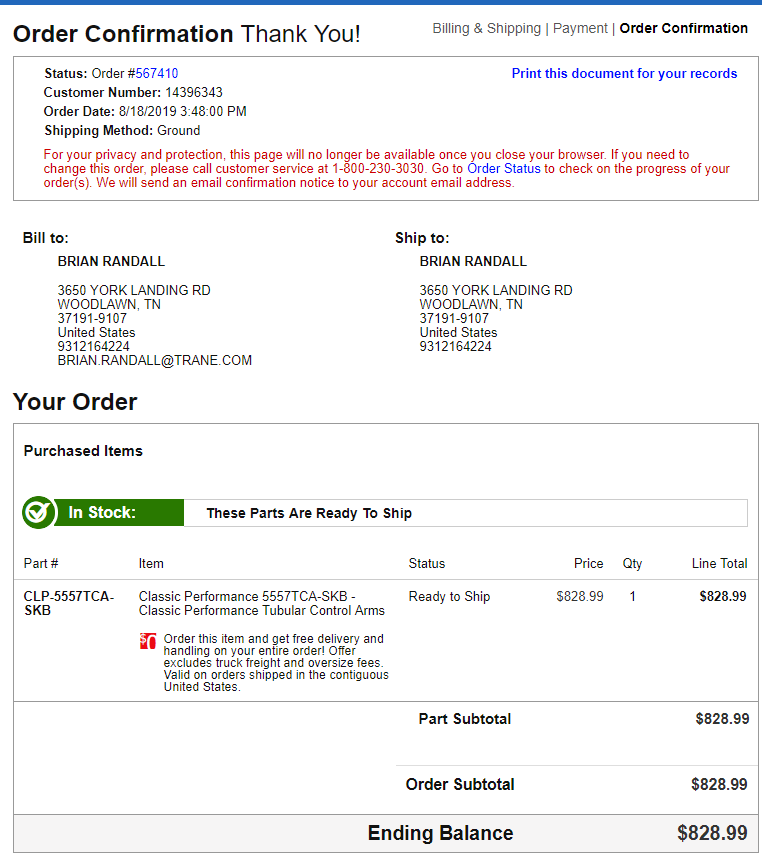 Order Confirmation Thank You!
Billing & Shipping | Payment | Order Confirmation
Status: Order #567410
Print this document for your records
Customer Number: 14396343
Order Date: 8/18/2019 3:48:00 PM
Shipping Method: Ground
For your privacy and protection, this page will no longer be available once you close your browser. If you need to
change this order, please call customer service at 1-800-230-3030. Go to Order Status to check on the progress of your
order(s). We will send an email confirmation notice to your account email address.
Bill to:
BRIAN RANDALL
3650 YORK LANDING RD
WOODLAWN, TN
37191-9107
United States
9312164224
BRIAN.RANDALL@TRANE.COM
Ship to:
BRIAN RANDALL
3650 YORK LANDING RD
WOODLAWN, TN
37191-9107
United States
9312164224
Your Order
Purchased Items
In Stock:
These Parts Are Ready To Ship
Part # Item Status Price Qty Line Total
CLP-5557TCA- Classic Performance 5557TCA-SKB - Ready to Ship $828.99 1 $828.99
SKB Classic Performance Tubular Control Arms
$0 Order this item and get free delivery and
handling on your entire order! Offer
excludes truck freight and oversize fees.
Valid on orders shipped in the contiguous
United States.
Part Subtotal $828.99
Order Subtotal $828.99
Ending Balance $828.99